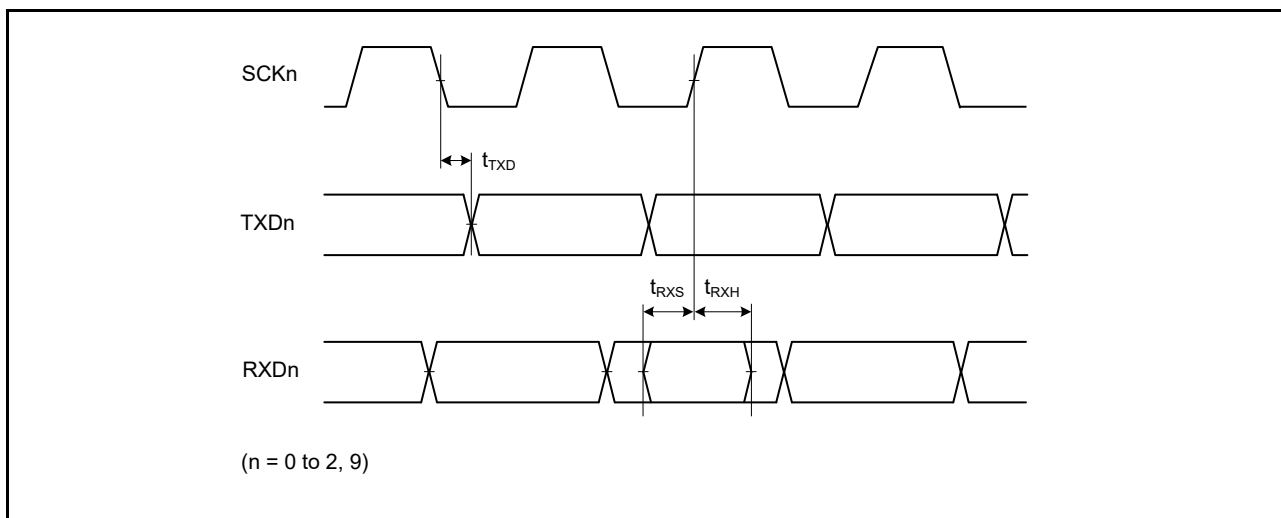 SCKn
tTXD
TXDn
tRXS tRXH
RXDn
(n = 0 to 2, 9)